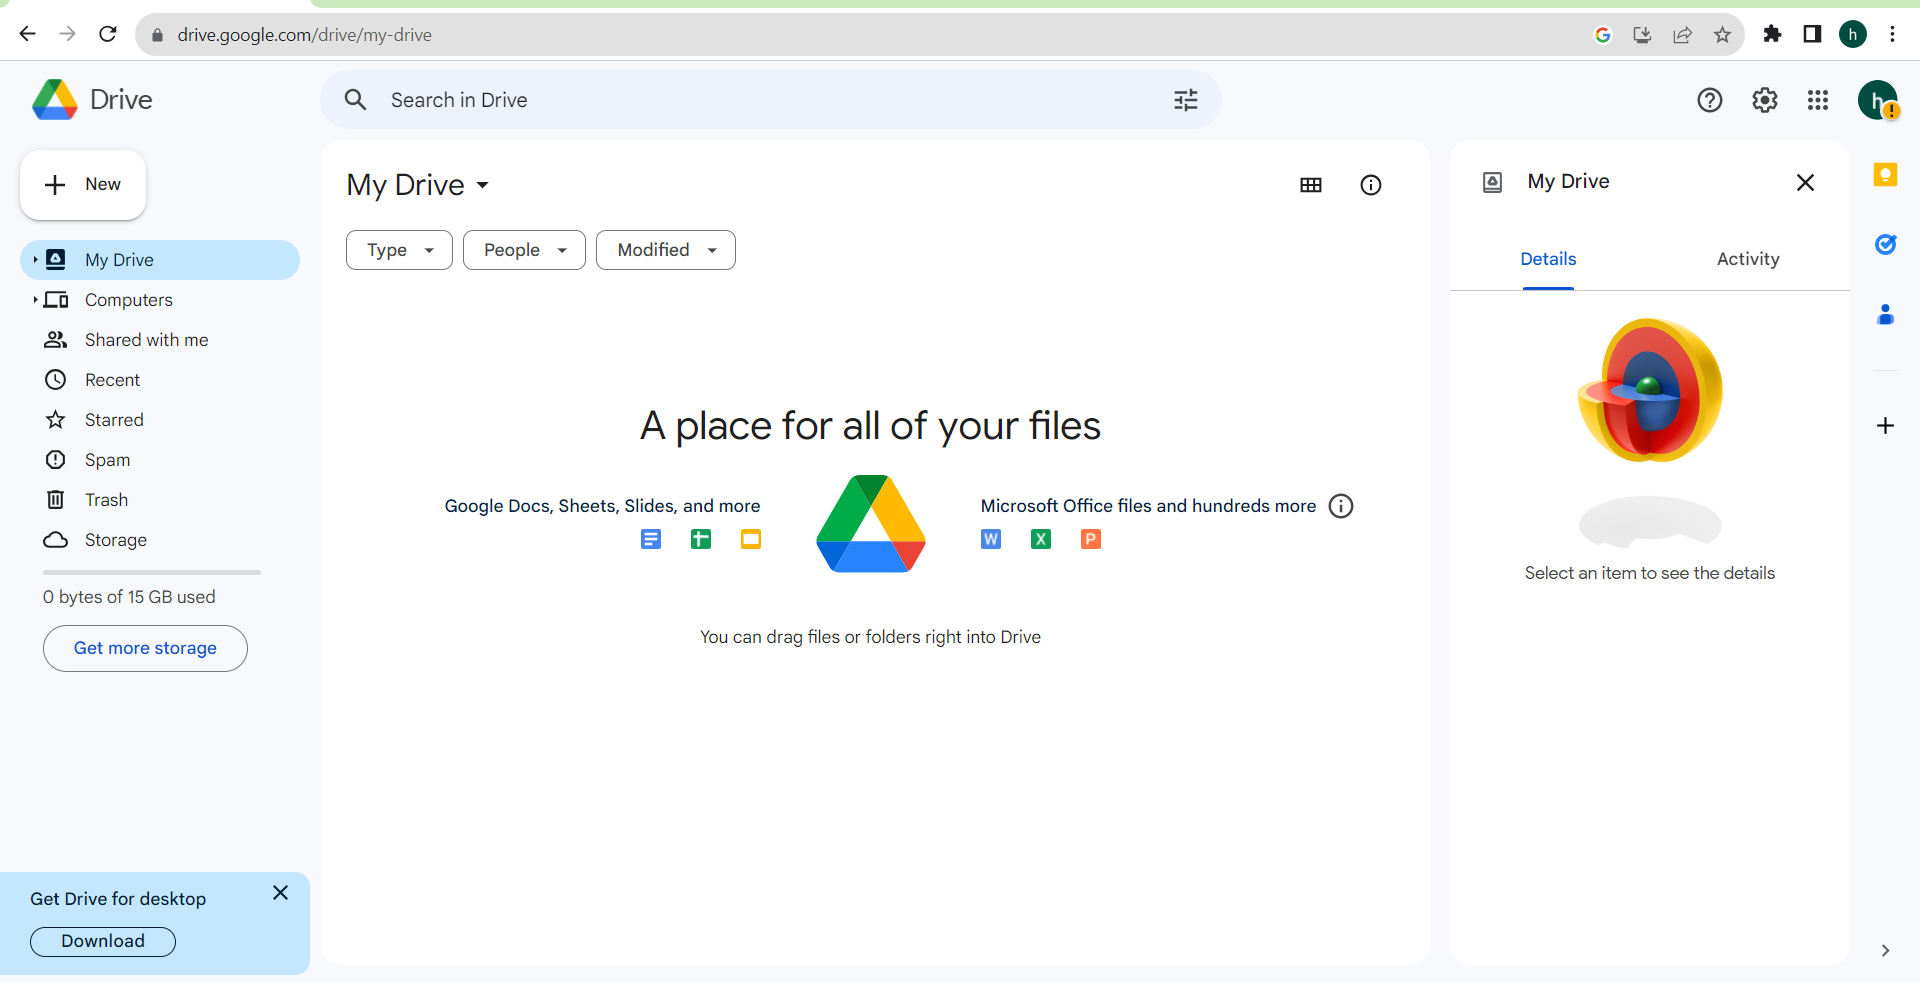 drive.google.com/drive/my-drive
h
Drive
Search in Drive
h
New
My Drive
Computers
Shared with me
Recent
Starred
Spam
Trash
Storage
0 bytes of 15 GB used
Get more storage
Get Drive for desktop
Download
My Drive
Type
People
Modified
A place for all of your files
Google Docs, Sheets, Slides, and more
Microsoft Office files and hundreds more
W X P
You can drag files or folders right into Drive
My Drive
Details Activity
Select an item to see the details